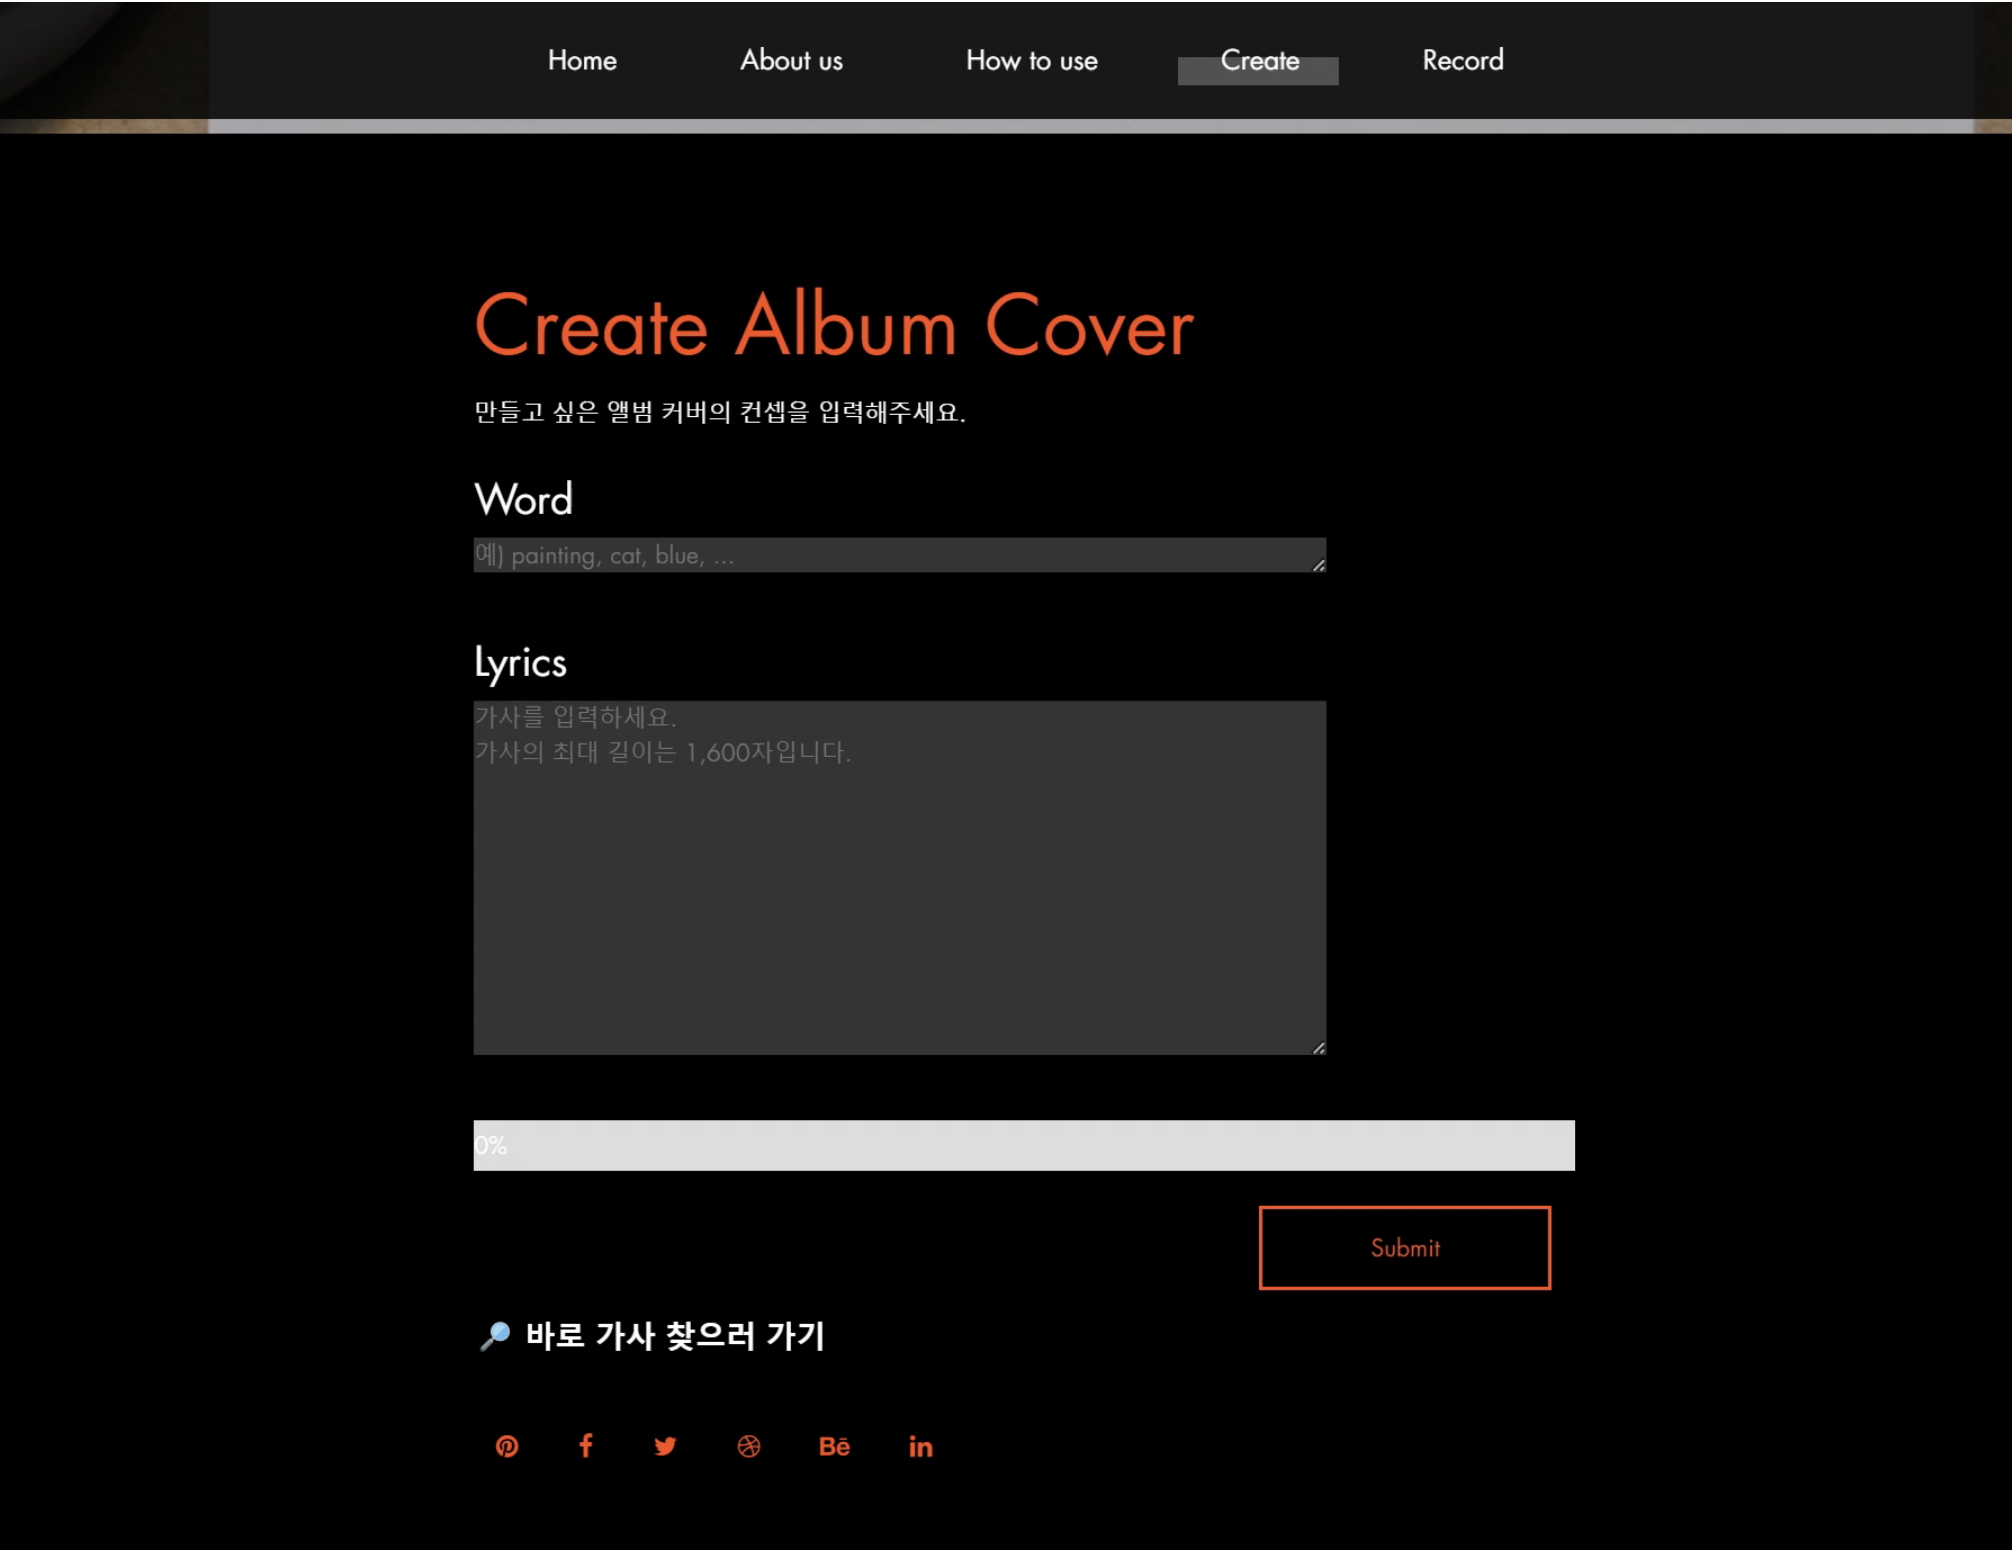 Home
About us
How to use
Create
Record
Create Album Cover
만들고 싶은 앨범 커버의 컨셉을 입력해주세요.
Word
예) painting, cat, blue, ...
Lyrics
가사를 입력하세요.
가사의 최대 길이는 1,600자입니다.
0%
Submit
🔎 바로 가사 찾으러 가기
Bē
in